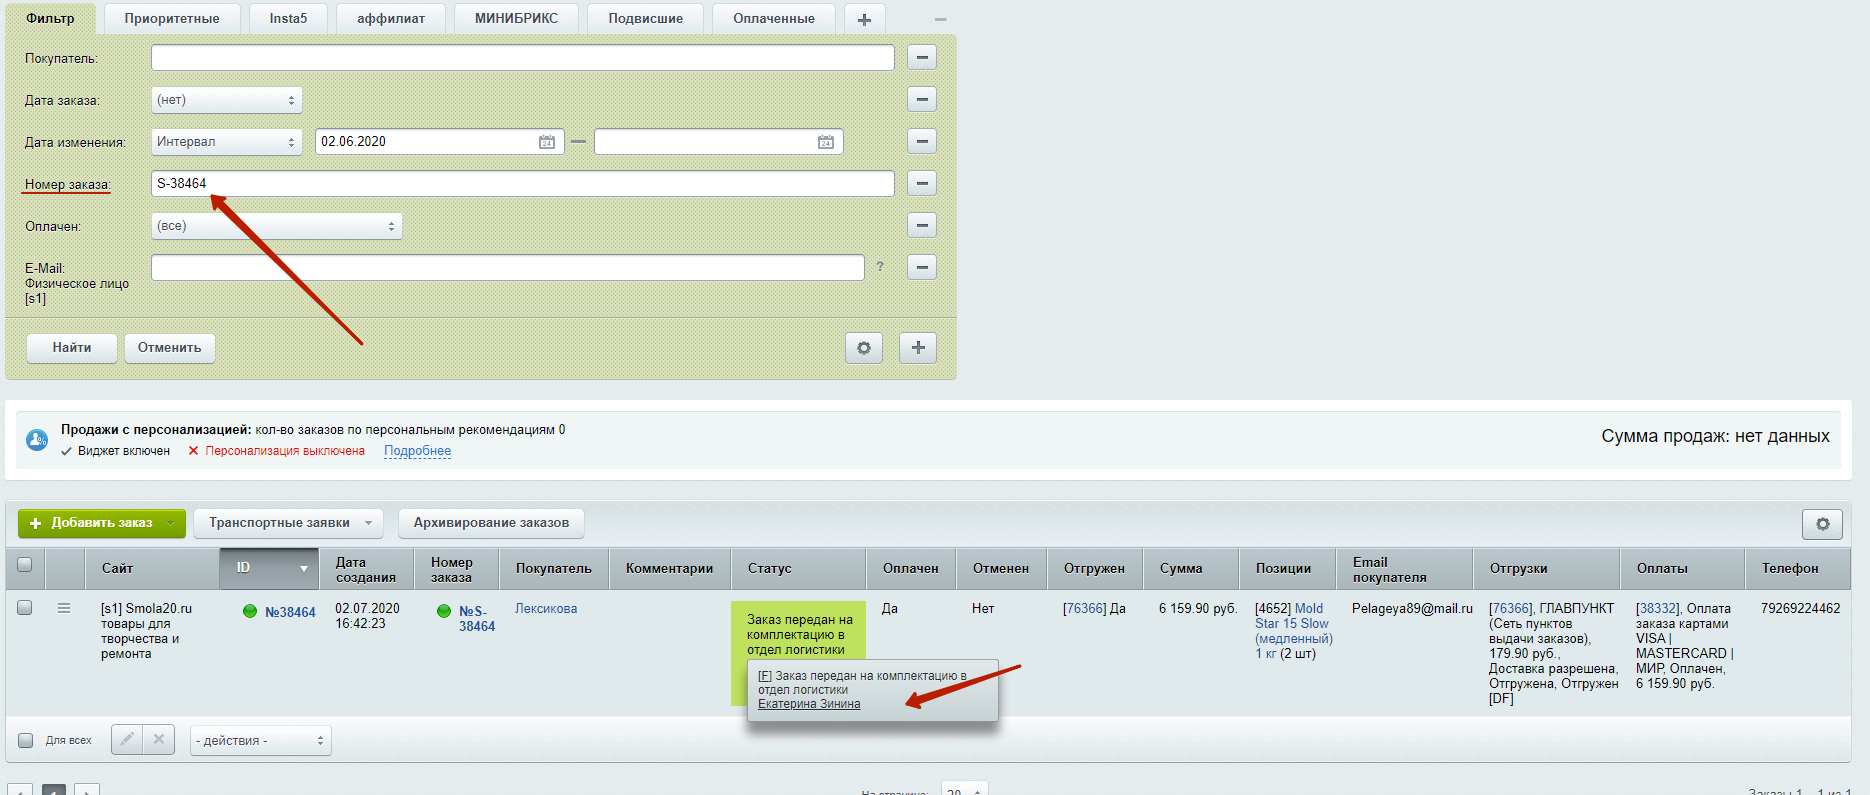 Фильтр Приоритетные Insta5 аффилиат МИНИБРИКС Подвисшие Оплаченные
Покупатель:
Дата заказа: (нет)
Дата изменения: Интервал 02.06.2020
Номер заказа: S-38464
Оплачен: (все)
E-Mail: ?
Физическое лицо
[s1]
Найти Отменить
Продажи с персонализацией: кол-во заказов по персональным рекомендациям 0
Виджет включен Персонализация выключена Подробнее
Сумма продаж: нет данных
Добавить заказ Транспортные заявки Архивирование заказов
Сайт
ID
Дата
создания
Номер
заказа
Покупатель
Комментарии
Статус
Оплачен
Отменен
Отгружен
Сумма
Позиции
Email
покупателя
Отгрузки
Оплаты
Телефон
[s1] Smola20.ru
товары для
творчества и
ремонта
№38464
02.07.2020
16:42:23
№S-
38464
Лексикова
Заказ передан на
комплектацию в
отдел логистики
[F] Заказ передан на комплектацию в
отдел логистики
Екатерина Зинина
Да
Нет
[76366] Да
6 159.90 руб.
[4652] Mold
Star 15 Slow
(медленный)
1 кг (2 шт)
Pelageya89@mail.ru
[76366], ГЛАВПУНКТ
(Сеть пунктов
выдачи заказов),
179.90 руб.,
Доставка разрешена,
Отгружена, Отгружен
[DF]
[38332], Оплата
заказа картами
VISA |
MASTERCARD |
МИР, Оплачен,
6 159.90 руб.
79269224462
Для всех - действия -
1 На странице: 20 Заказы 1 – 1 из 1